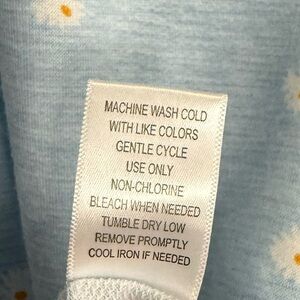 MACHINE WASH COLD
WITH LIKE COLORS
GENTLE CYCLE
USE ONLY
NON-CHLORINE
BLEACH WHEN NEEDED
TUMBLE DRY LOW
REMOVE PROMPTLY
COOL IRON IF NEEDED